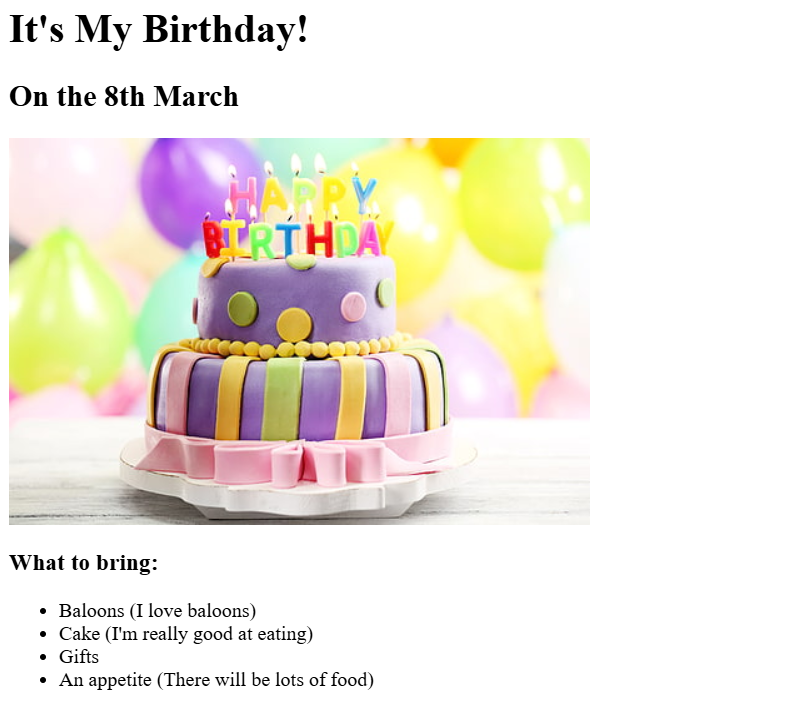 It's My Birthday!
On the 8th March
HAPPY
BIRTHDAY
What to bring:
Baloons (I love baloons)
Cake (I'm really good at eating)
Gifts
An appetite (There will be lots of food)